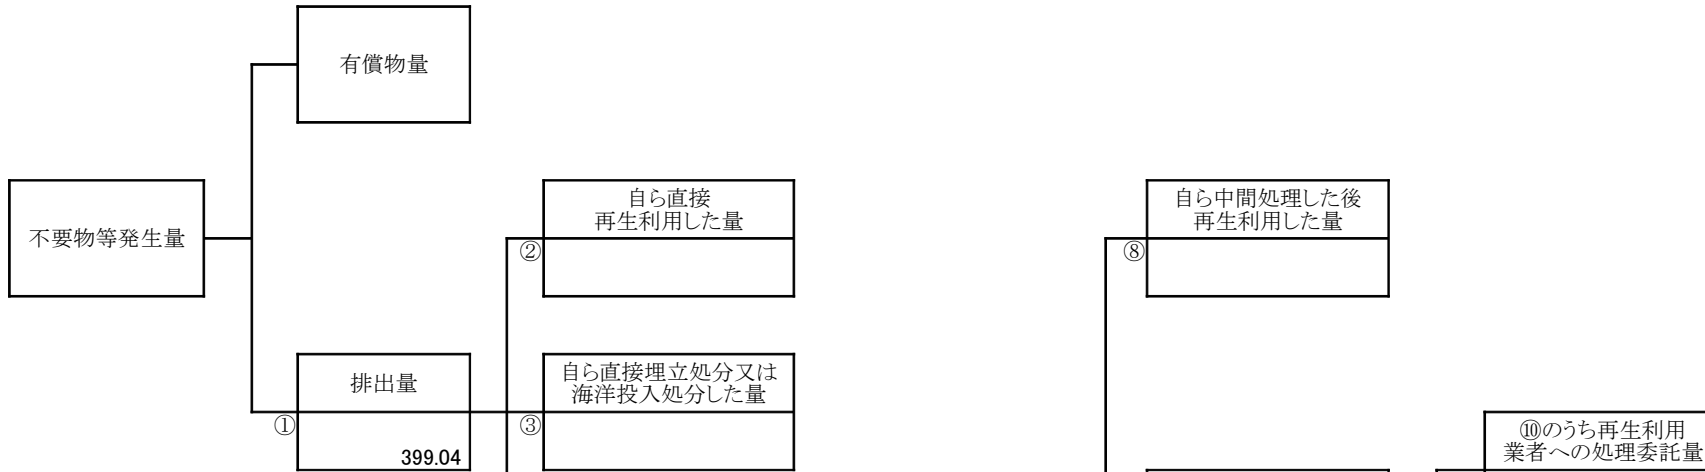 有償物量
不要物等発生量
自ら直接
再生利用した量
②
自ら中間処理した後
再生利用した量
⑧
排出量
①
399.04
自ら直接埋立処分又は
海洋投入処分した量
③
⑩のうち再生利用
業者への処理委託量